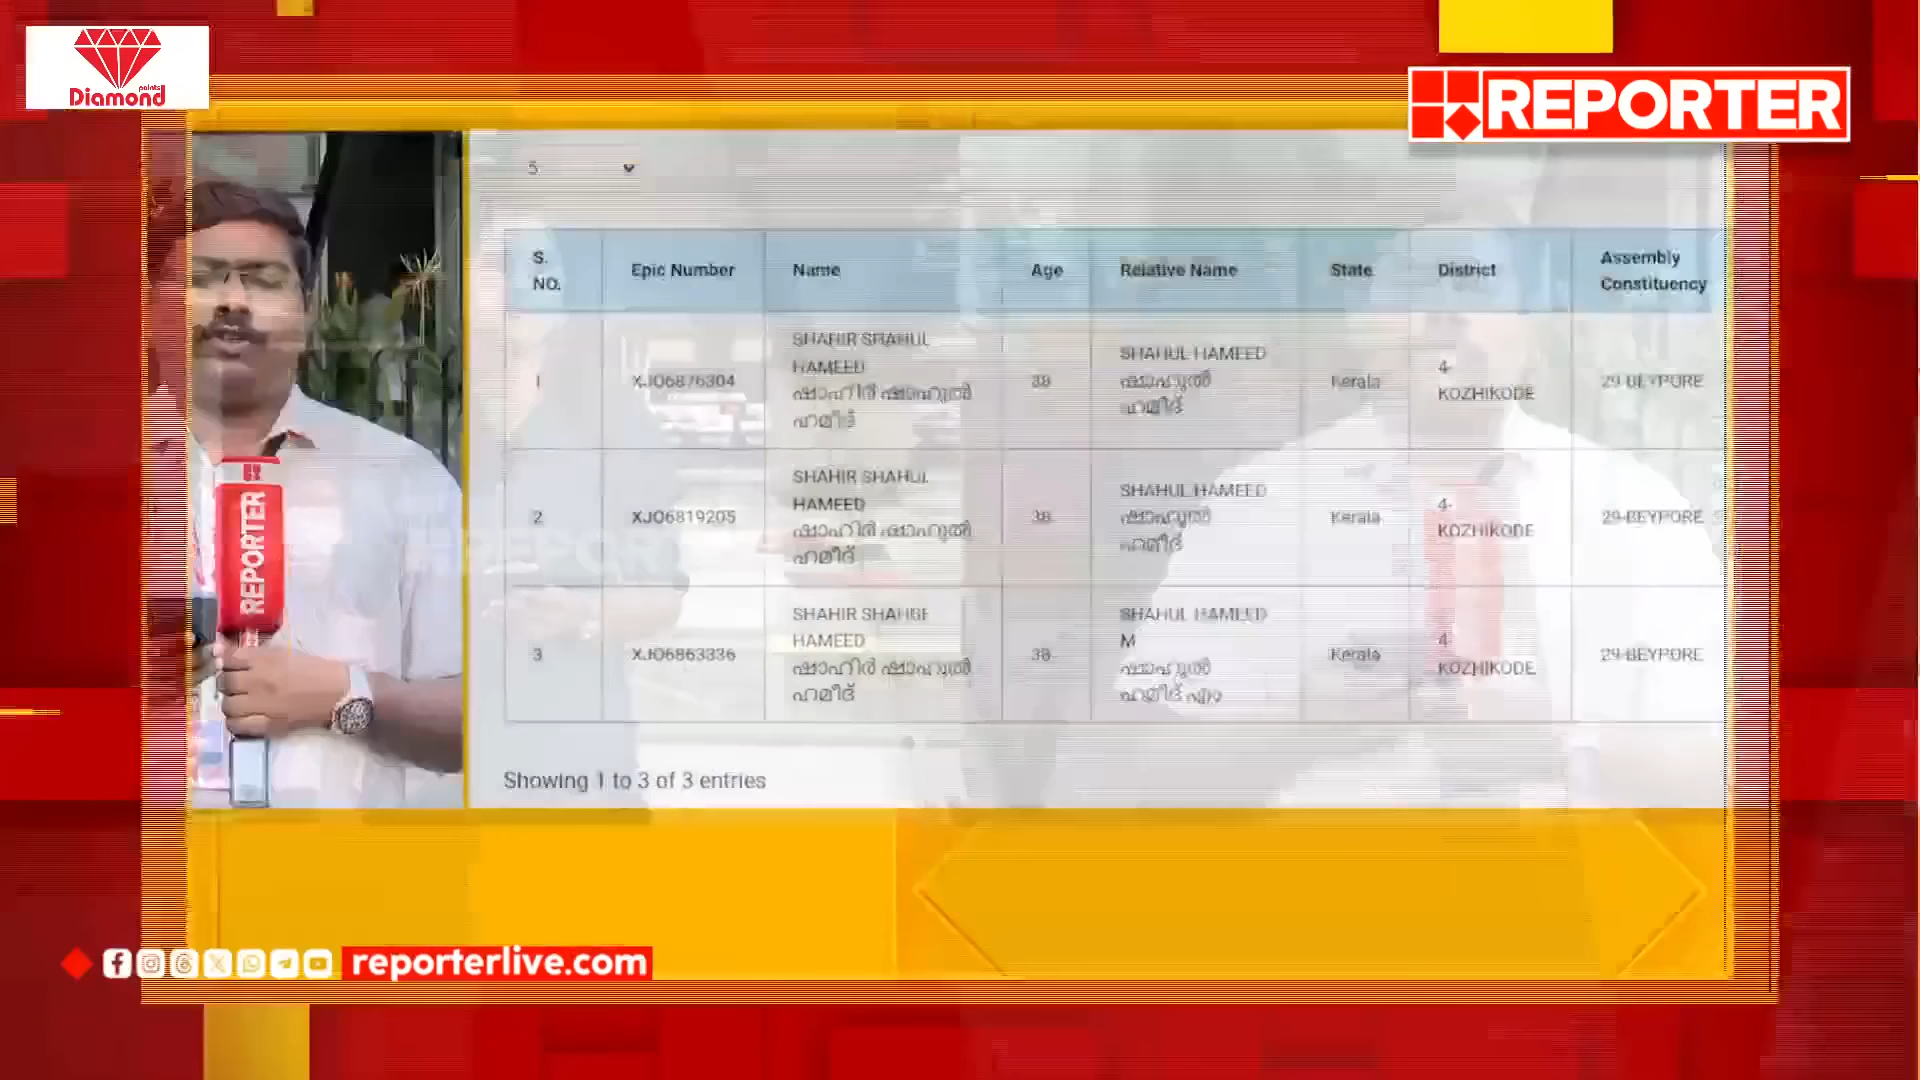 Diamond
paints
REPORTER
5
S.
NO.
Epic Number
Name
Age
Relative Name
State
District
Assembly
Constituency
1
XJO6876304
SHAHIR SHAHUL
HAMEED
ഷാഹിർ ഷാഹുൽ
ഹമീദ്
38
SHAHUL HAMEED
ഷാഹുൽ
ഹമീദ്
Kerala
4-
KOZHIKODE
29-BEYPORE
2
XJO6819205
SHAHIR SHAHUL
HAMEED
ഷാഹിർ ഷാഹുൽ
ഹമീദ്
38
SHAHUL HAMEED
ഷാഹുൽ
ഹമീദ്
Kerala
4-
KOZHIKODE
29-BEYPORE
3
XJO6863336
SHAHIR
HAMEED
ഷാഹിർ ഷാഹുൽ
ഹമീദ്
38
SHAHUL HAMEED
M
ഷാഹുൽ
ഹമീദ് എം
Kerala
4-
KOZHIKODE
29-BEYPORE
Showing 1 to 3 of 3 entries
REPORTER
reporterlive.com